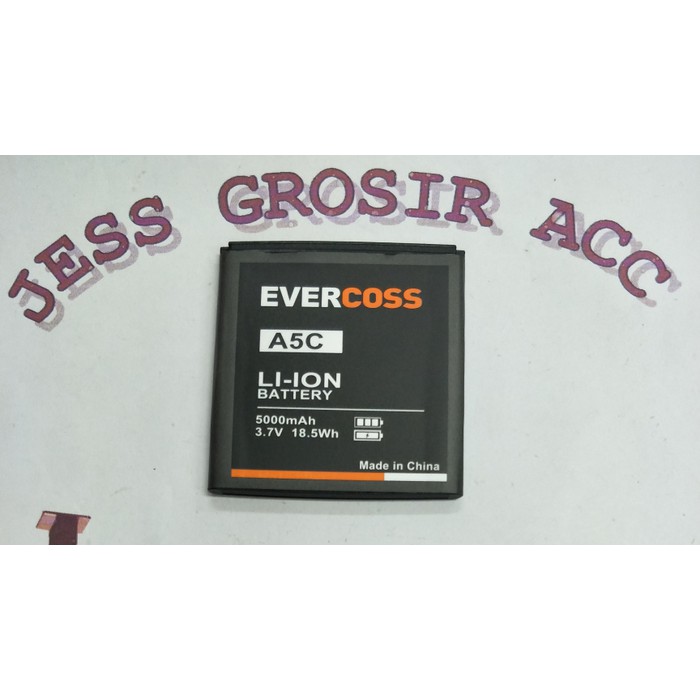 JESS GROSIR ACC
EVERCOSS
A5C
LI-ION
BATTERY
5000mAh
3.7V 18.5Wh
Made in China